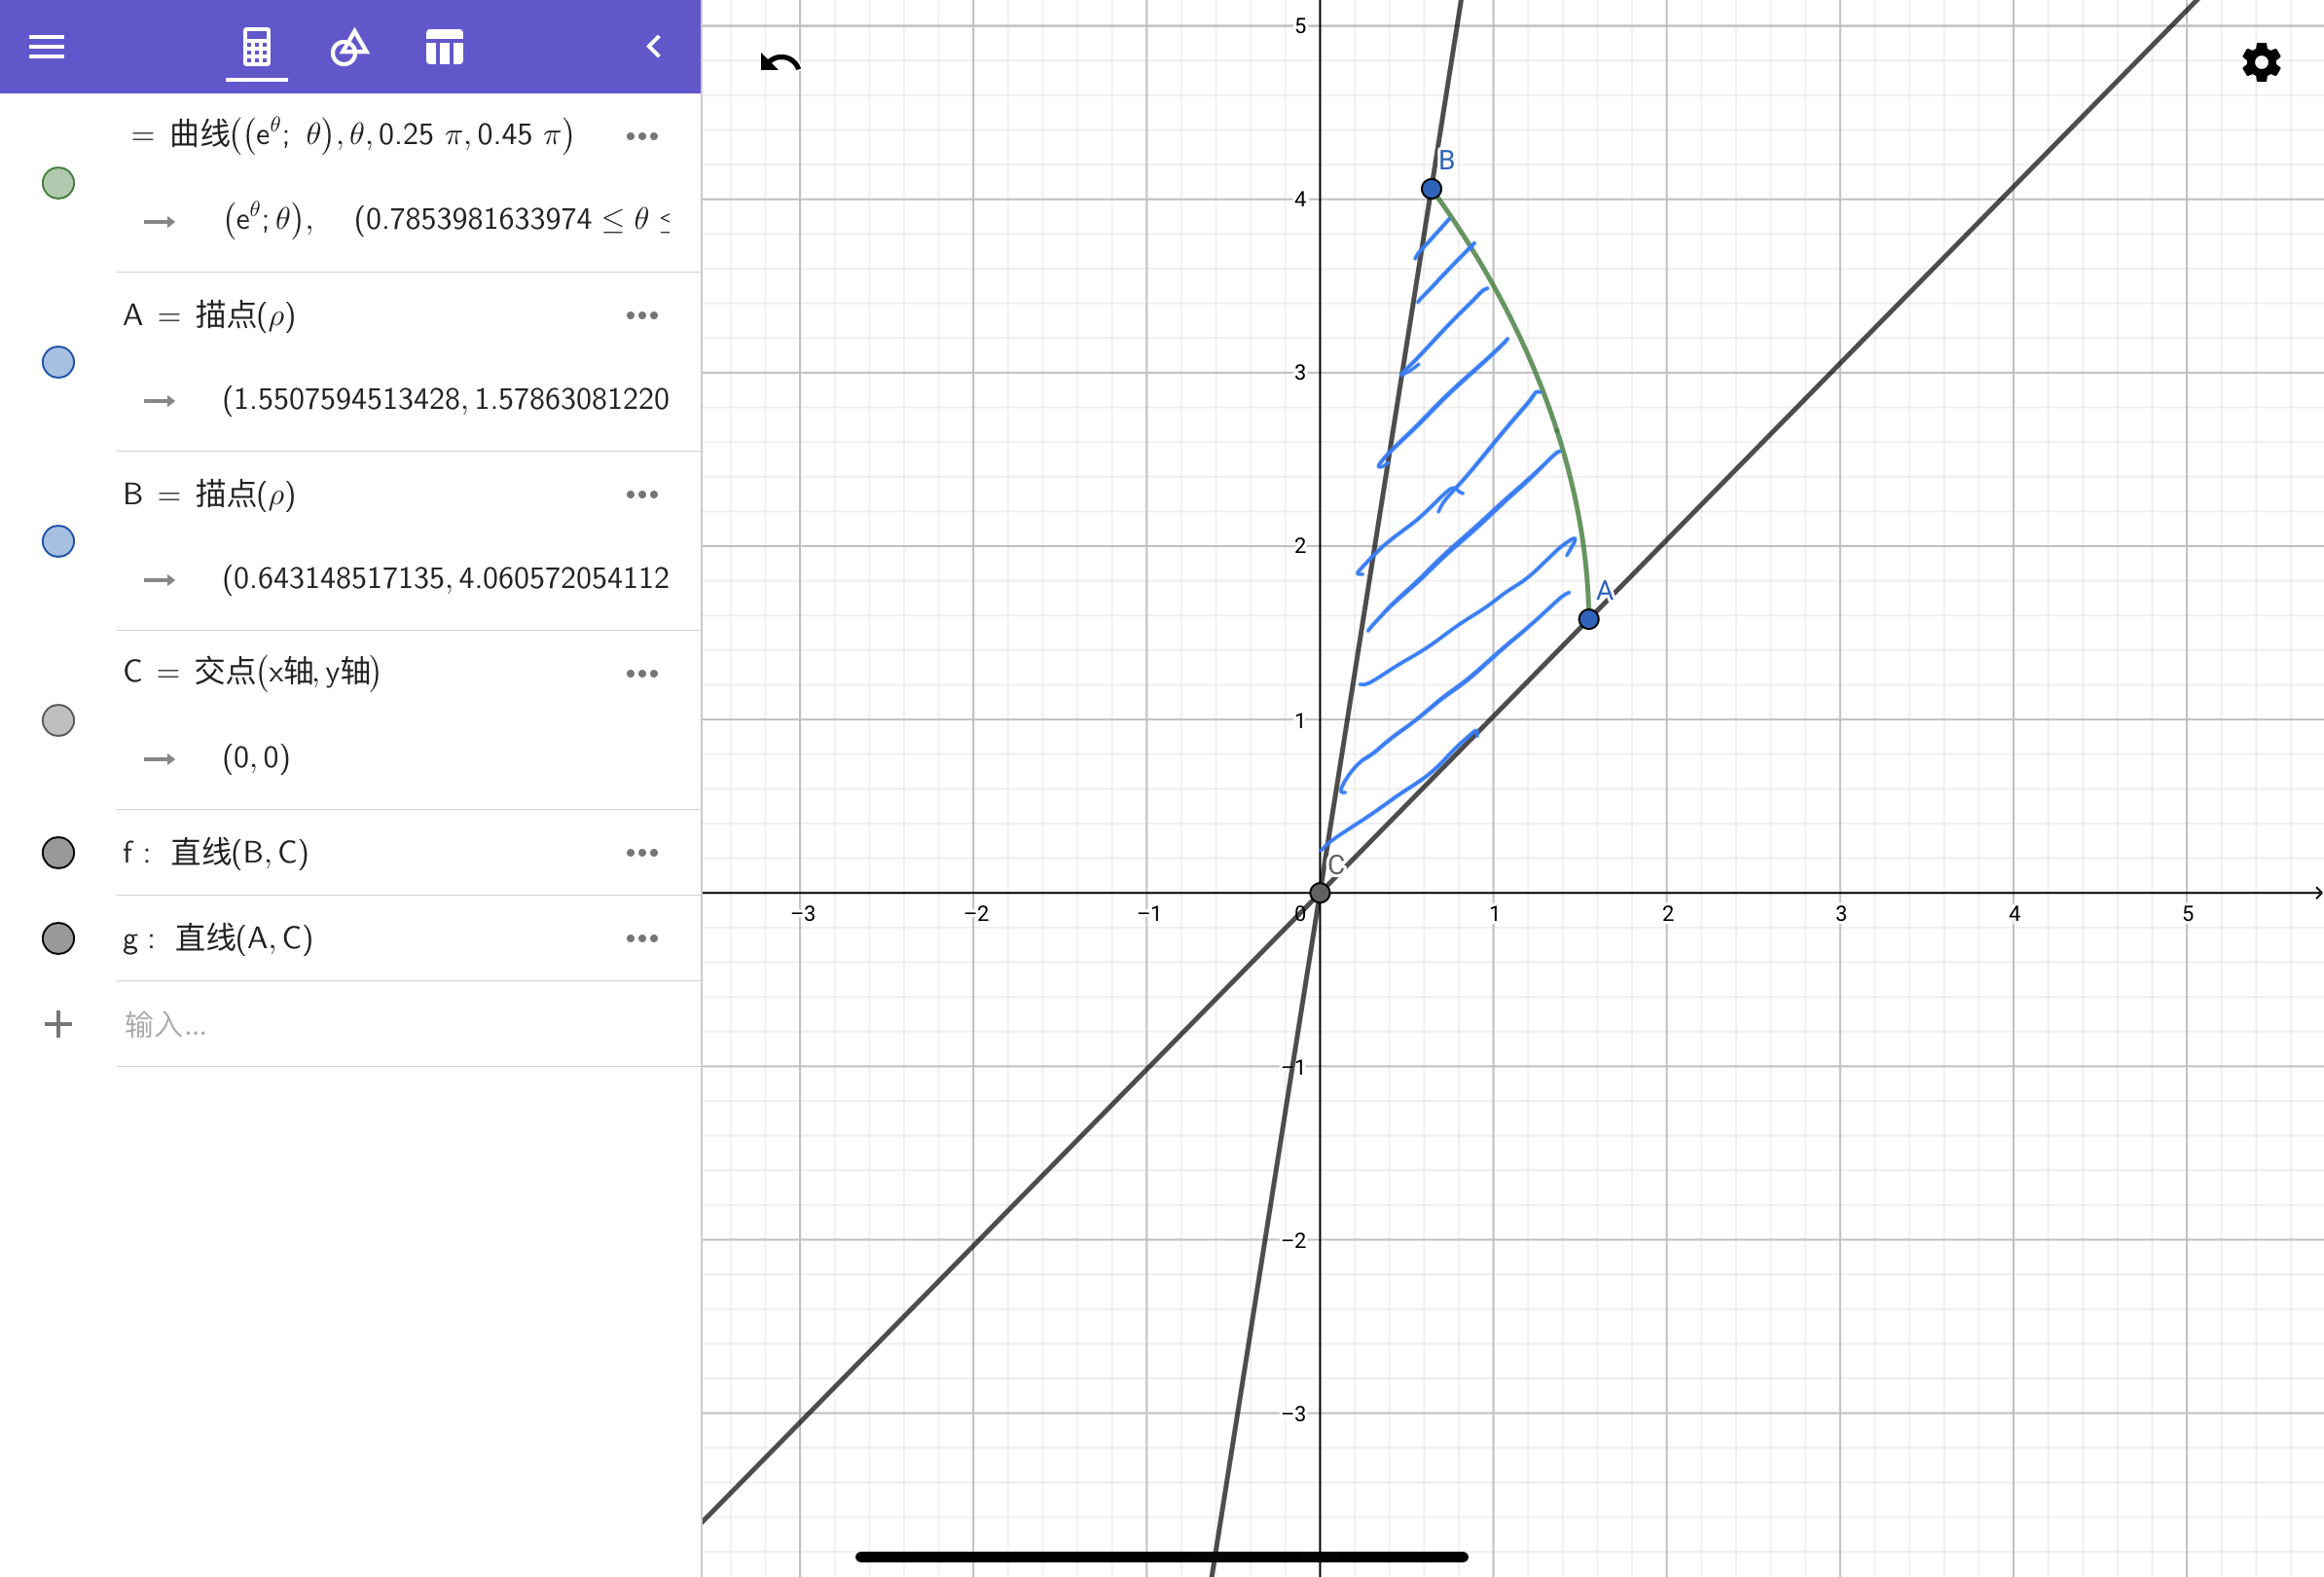 = 曲线((e^θ; θ), θ, 0.25 π, 0.45 π)
→ (e^θ; θ), (0.7853981633974 ≤ θ ≤
A = 描点(ρ)
→ (1.5507594513428, 1.57863081220
B = 描点(ρ)
→ (0.643148517135, 4.060572054112
C = 交点(x轴, y轴)
→ (0, 0)
f : 直线(B, C)
g : 直线(A, C)
输入...
5
B
4
3
2
A
1
C
−3 −2 −1 0 1 2 3 4 5
−1
−2
−3